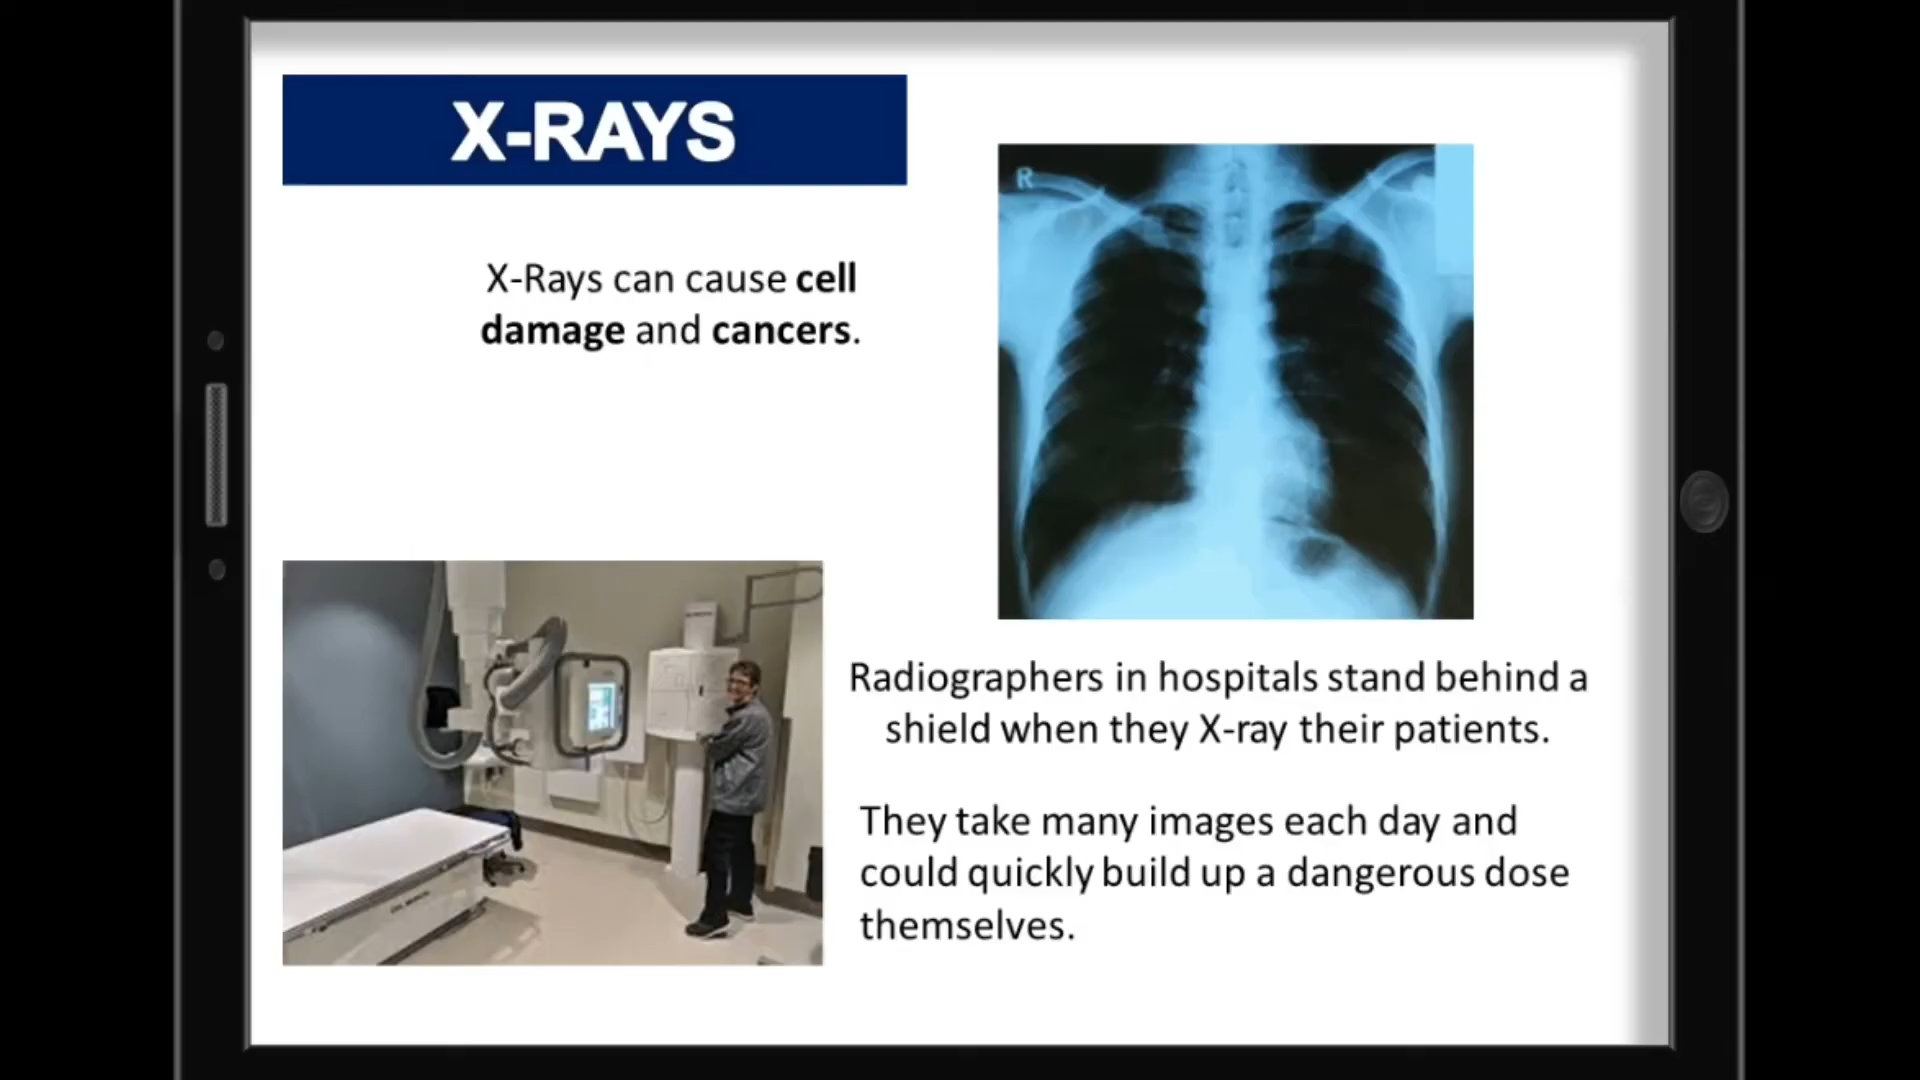 X-RAYS
R
X-Rays can cause cell
damage and cancers.
Radiographers in hospitals stand behind a
shield when they X-ray their patients.
They take many images each day and
could quickly build up a dangerous dose
themselves.